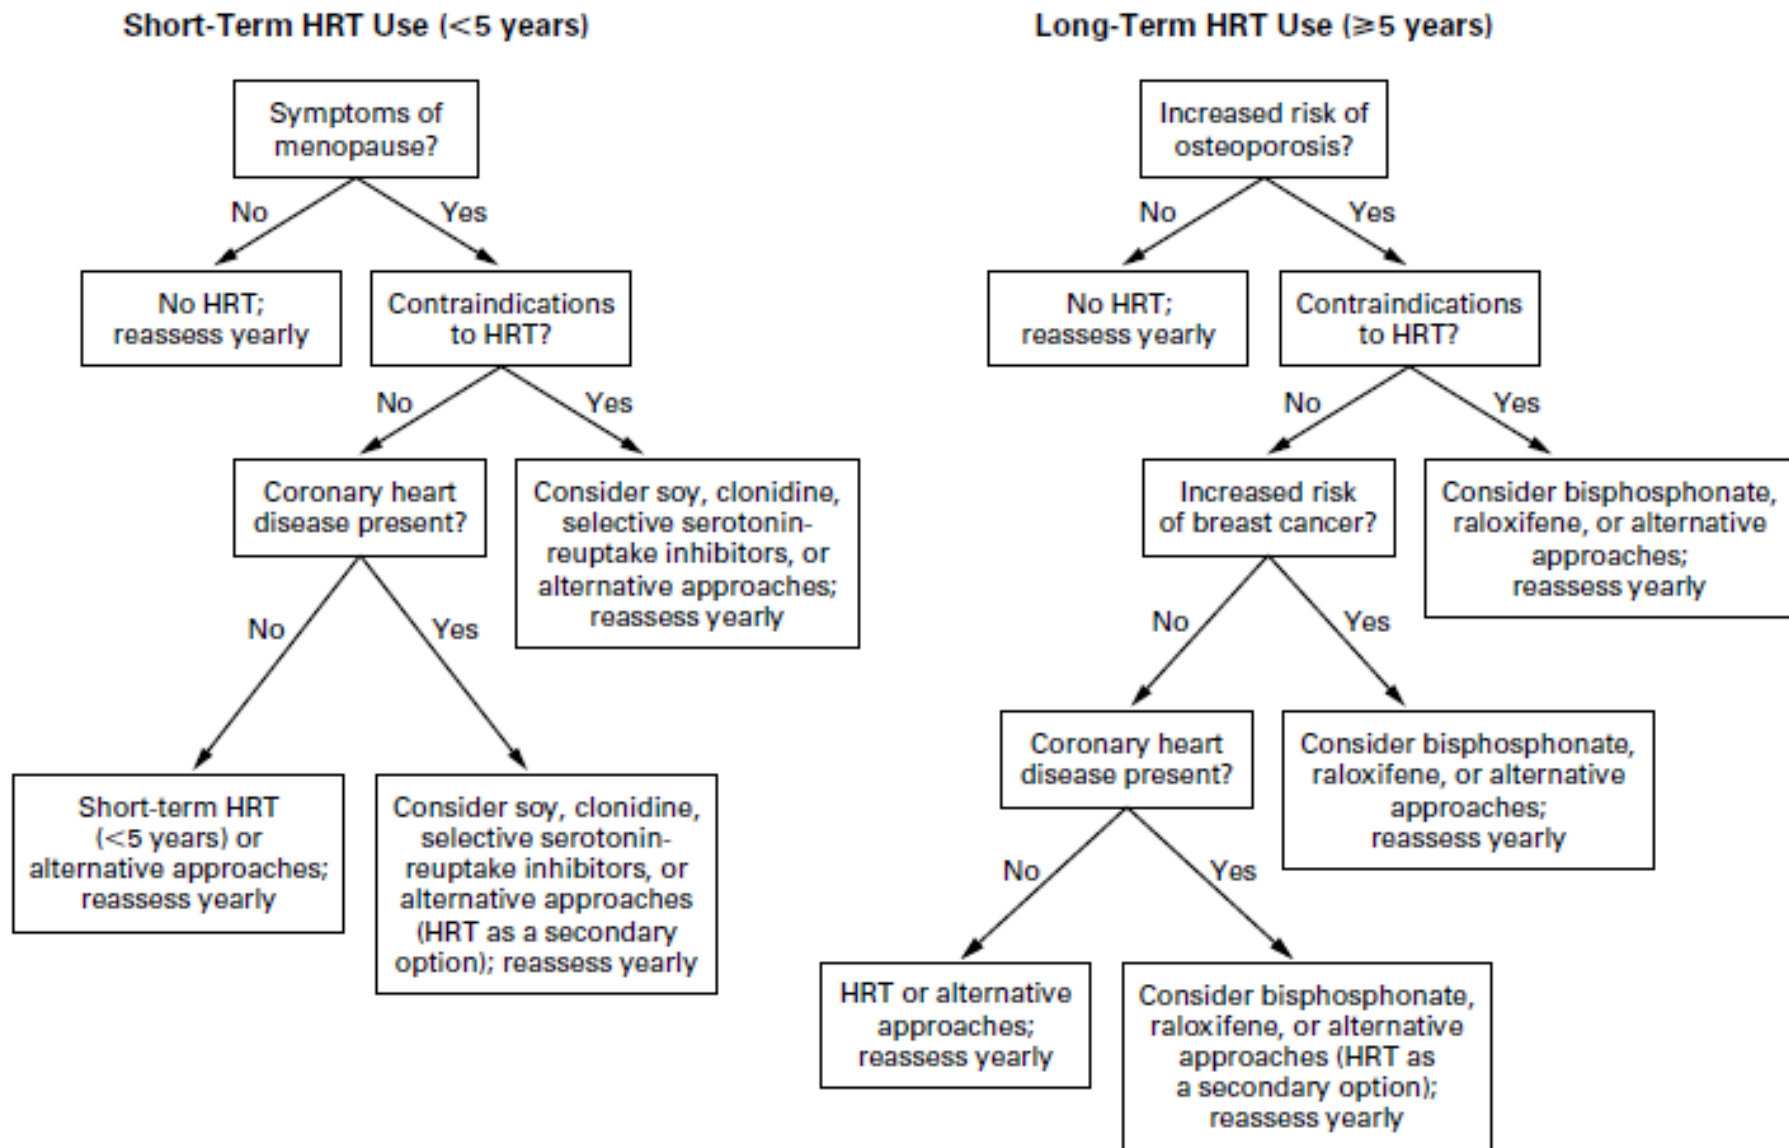 Short-Term HRT Use (<5 years)
Symptoms of
menopause?
No
Yes
No HRT;
reassess yearly
Contraindications
to HRT?
No
Yes
Coronary heart
disease present?
Consider soy, clonidine,
selective serotonin-
reuptake inhibitors, or
alternative approaches;
reassess yearly
No
Yes
Short-term HRT
(<5 years) or
alternative approaches;
reassess yearly
Consider soy, clonidine,
selective serotonin-
reuptake inhibitors, or
alternative approaches
(HRT as a secondary
option); reassess yearly
Long-Term HRT Use (⩾5 years)
Increased risk of
osteoporosis?
No
Yes
No HRT;
reassess yearly
Contraindications
to HRT?
No
Yes
Increased risk
of breast cancer?
Consider bisphosphonate,
raloxifene, or alternative
approaches;
reassess yearly
No
Yes
Coronary heart
disease present?
Consider bisphosphonate,
raloxifene, or alternative
approaches;
reassess yearly
No
Yes
HRT or alternative
approaches;
reassess yearly
Consider bisphosphonate,
raloxifene, or alternative
approaches (HRT as
a secondary option);
reassess yearly